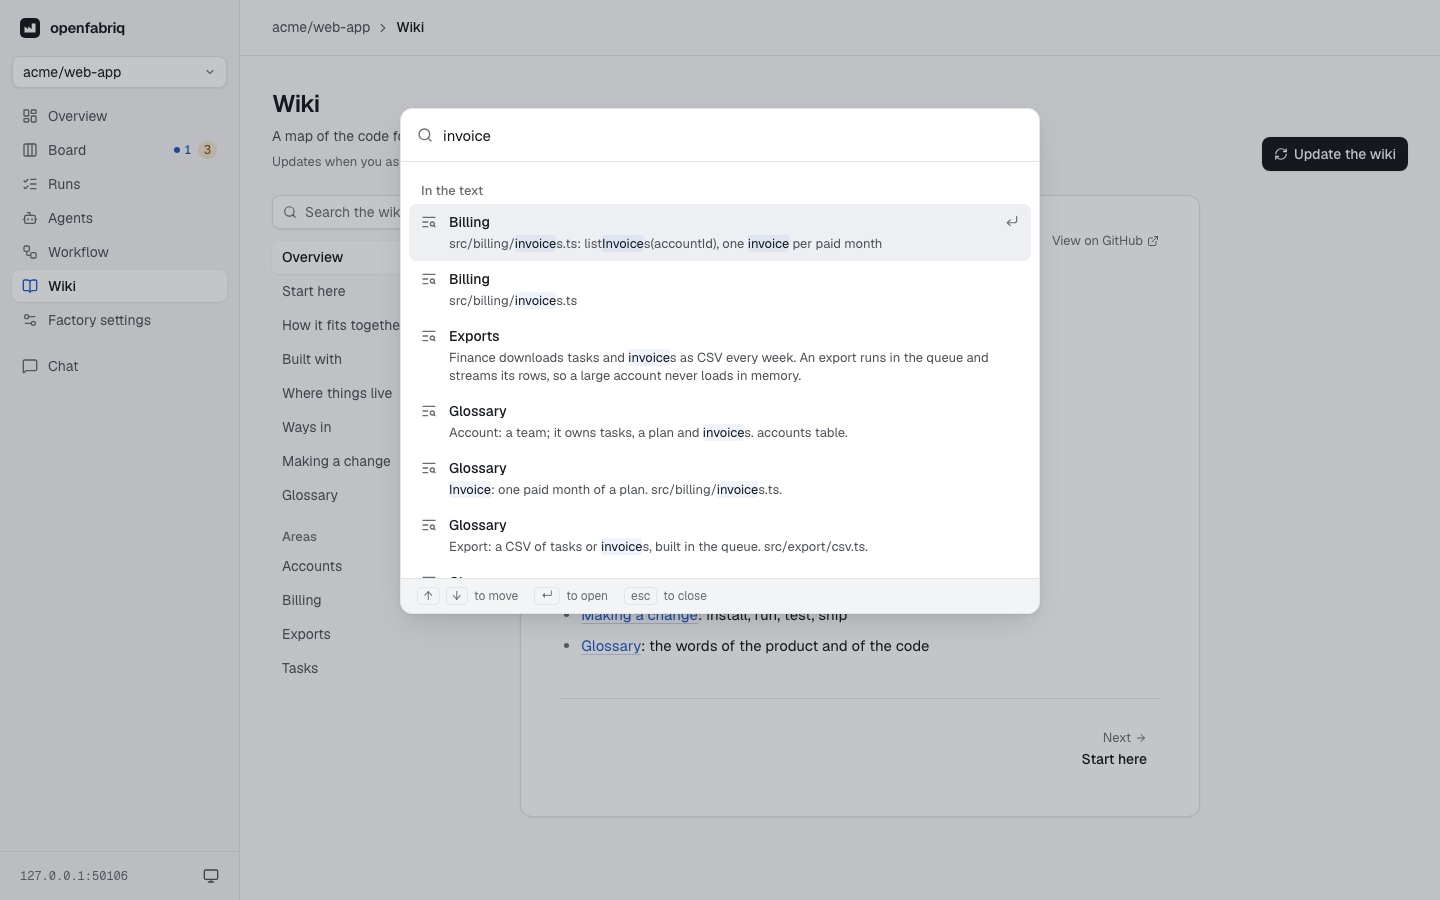 openfabriq
acme/web-app
Overview
Board
1
3
Runs
Agents
Workflow
Wiki
Factory settings
Chat
127.0.0.1:50106
acme/web-app > Wiki
Wiki
A map of the code
Updates when you as
Update the wiki
Search the wik
Overview
Start here
How it fits togethe
Built with
Where things live
Ways in
Making a change
Glossary
Areas
Accounts
Billing
Exports
Tasks
View on GitHub
invoice
In the text
Billing
src/billing/invoices.ts: listInvoices(accountId), one invoice per paid month
Billing
src/billing/invoices.ts
Exports
Finance downloads tasks and invoices as CSV every week. An export runs in the queue and
streams its rows, so a large account never loads in memory.
Glossary
Account: a team; it owns tasks, a plan and invoices. accounts table.
Glossary
Invoice: one paid month of a plan. src/billing/invoices.ts.
Glossary
Export: a CSV of tasks or invoices, built in the queue. src/export/csv.ts.
to move
to open
esc to close
Making a change: install, run, test, ship
Glossary: the words of the product and of the code
Next →
Start here